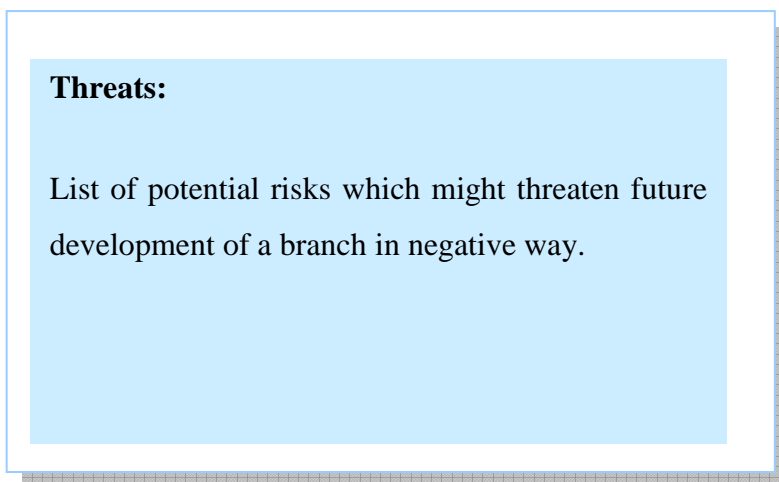 Threats:
List of potential risks which might threaten future
development of a branch in negative way.